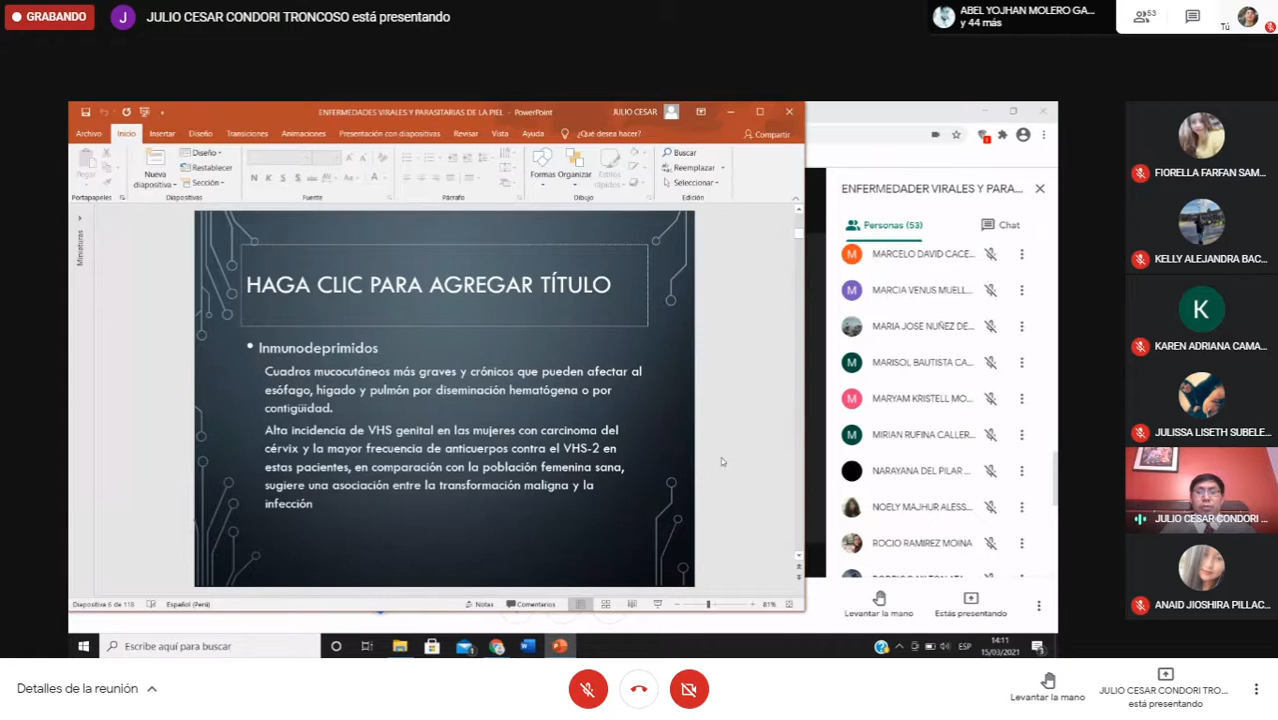 GRABANDO
J
JULIO CESAR CONDORI TRONCOSO está presentando
ABEL YOJHAN MOLERO GA...
y 44 más
53
Tú
ENFERMEDADES VIRALES Y PARASITARIAS DE LA PIEL - PowerPoint
JULIO CESAR
Archivo Inicio Insertar Diseño Transiciones Animaciones Presentación con diapositivas Revisar Vista Ayuda ¿Qué desea hacer? Compartir
Pegar
Nueva
diapositiva
Diseño
Restablecer
Sección
Formas Organizar Estilos
rápidos
Buscar
Reemplazar
Seleccionar
Portapapeles Diapositivas Fuente Párrafo Dibujo Edición
Miniaturas
HAGA CLIC PARA AGREGAR TÍTULO
• Inmunodeprimidos
Cuadros mucocutáneos más graves y crónicos que pueden afectar al
esófago, hígado y pulmón por diseminación hematógena o por
contigüidad.
Alta incidencia de VHS genital en las mujeres con carcinoma del
cérvix y la mayor frecuencia de anticuerpos contra el VHS-2 en
estas pacientes, en comparación con la población femenina sana,
sugiere una asociación entre la transformación maligna y la
infección
Diapositiva 6 de 118 Español (Perú) Notas Comentarios 81%
ENFERMEDADER VIRALES Y PARA...
Personas (53) Chat
MARCELO DAVID CACE...
M
MARCIA VENUS MUELL...
M
MARIA JOSE NUÑEZ DE...
MARISOL BAUTISTA CA...
M
MARYAM KRISTELL MO...
M
MIRIAN RUFINA CALLER...
M
NARAYANA DEL PILAR ...
NOELY MAJHUR ALESS...
ROCIO RAMIREZ MOINA
Levantar la mano Estás presentando
Escribe aquí para buscar
ESP
14:11
15/03/2021
FIORELLA FARFAN SAM...
KELLY ALEJANDRA BAC...
K
KAREN ADRIANA CAMA...
JULISSA LISETH SUBELE...
JULIO CESAR CONDORI ...
ANAID JIOSHIRA PILLAC...
Detalles de la reunión
Levantar la mano
JULIO CESAR CONDORI TRO...
está presentando